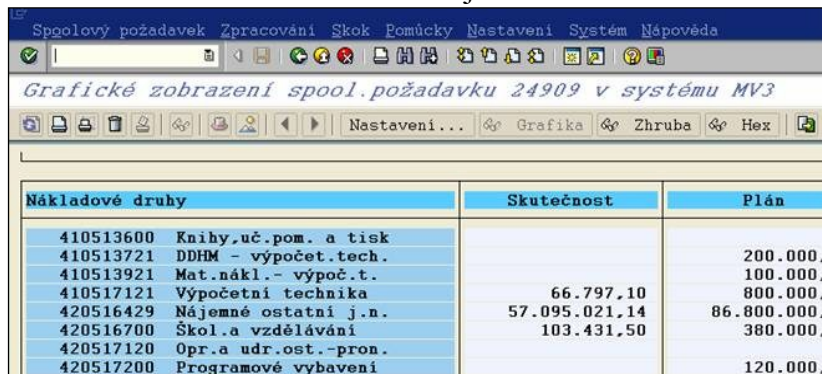 Spoolový požadavek Zpracování Skok Pomůcky Nastavení Systém Nápověda
Grafické zobrazení spool.požadavku 24909 v systému MV3
Nastavení... Grafika Zhruba Hex
Nákladové druhy Skutečnost Plán
410513600 Knihy,uč.pom. a tisk
410513721 DDHM - výpočet.tech. 200.000,
410513921 Mat.nákl.- výpoč.t. 100.000,
410517121 Výpočetní technika 66.797,10 800.000,
420516429 Nájemné ostatní j.n. 57.095.021,14 86.800.000,
420516700 Škol.a vzdělávání 103.431,50 380.000,
420517120 Opr.a udr.ost.-pron.
420517200 Programové vybavení 120.000,